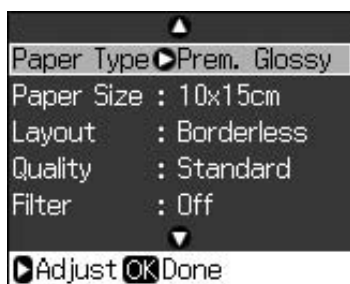 Paper Type Prem. Glossy
Paper Size : 10x15cm
Layout : Borderless
Quality : Standard
Filter : Off
Adjust OK Done